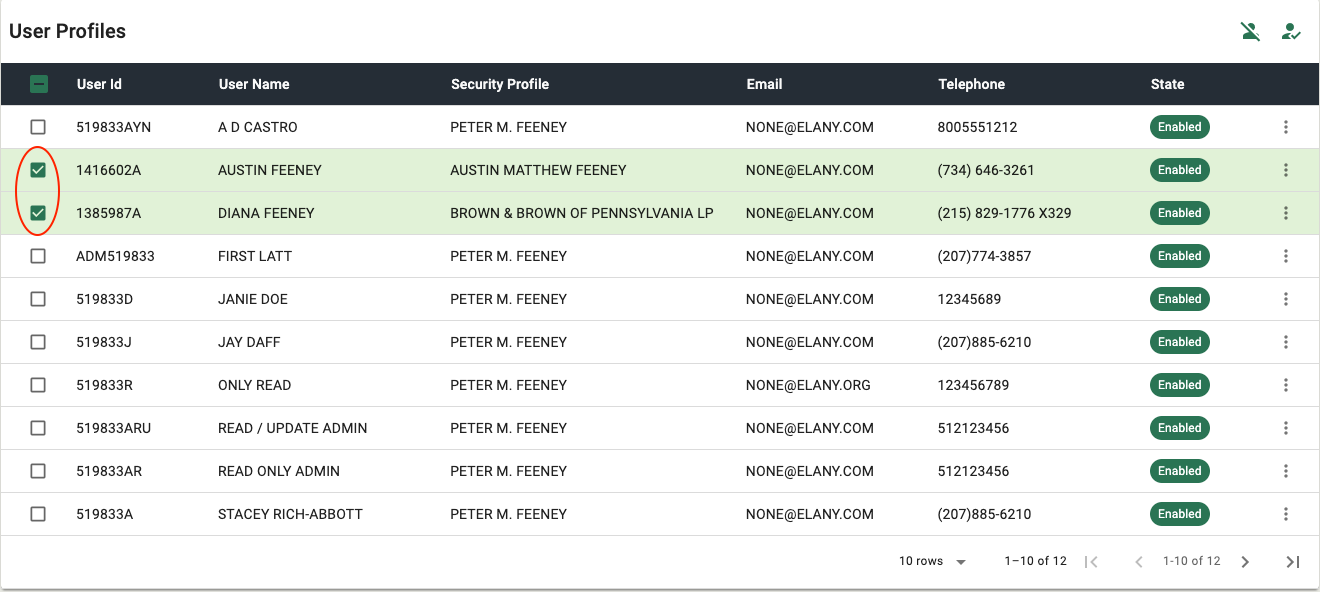 User Profiles
User Id User Name Security Profile Email Telephone State
519833AYN A D CASTRO PETER M. FEENEY NONE@ELANY.COM 8005551212 Enabled
1416602A AUSTIN FEENEY AUSTIN MATTHEW FEENEY NONE@ELANY.COM (734) 646-3261 Enabled
1385987A DIANA FEENEY BROWN & BROWN OF PENNSYLVANIA LP NONE@ELANY.COM (215) 829-1776 X329 Enabled
ADM519833 FIRST LATT PETER M. FEENEY NONE@ELANY.COM (207)774-3857 Enabled
519833D JANIE DOE PETER M. FEENEY NONE@ELANY.COM 12345689 Enabled
519833J JAY DAFF PETER M. FEENEY NONE@ELANY.COM (207)885-6210 Enabled
519833R ONLY READ PETER M. FEENEY NONE@ELANY.ORG 123456789 Enabled
519833ARU READ / UPDATE ADMIN PETER M. FEENEY NONE@ELANY.COM 512123456 Enabled
519833AR READ ONLY ADMIN PETER M. FEENEY NONE@ELANY.COM 512123456 Enabled
519833A STACEY RICH-ABBOTT PETER M. FEENEY NONE@ELANY.COM (207)885-6210 Enabled
10 rows 1–10 of 12 1-10 of 12